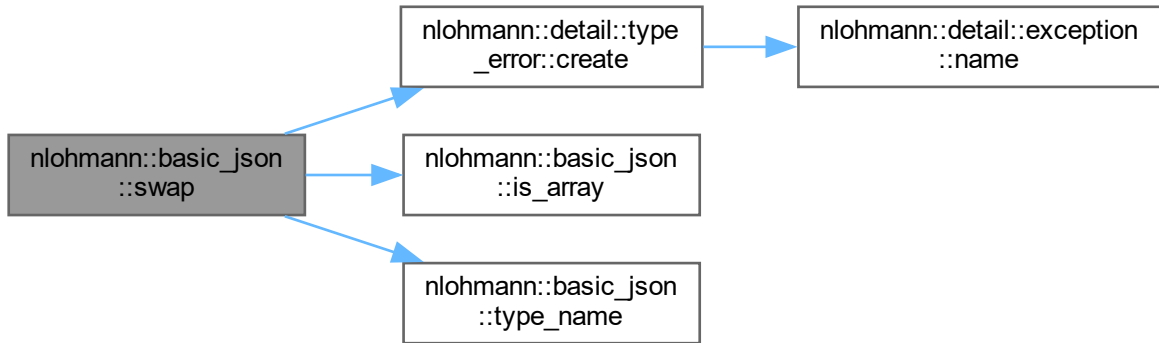 nlohmann::detail::type
_error::create
nlohmann::detail::exception
::name
nlohmann::basic_json
::swap
nlohmann::basic_json
::is_array
nlohmann::basic_json
::type_name